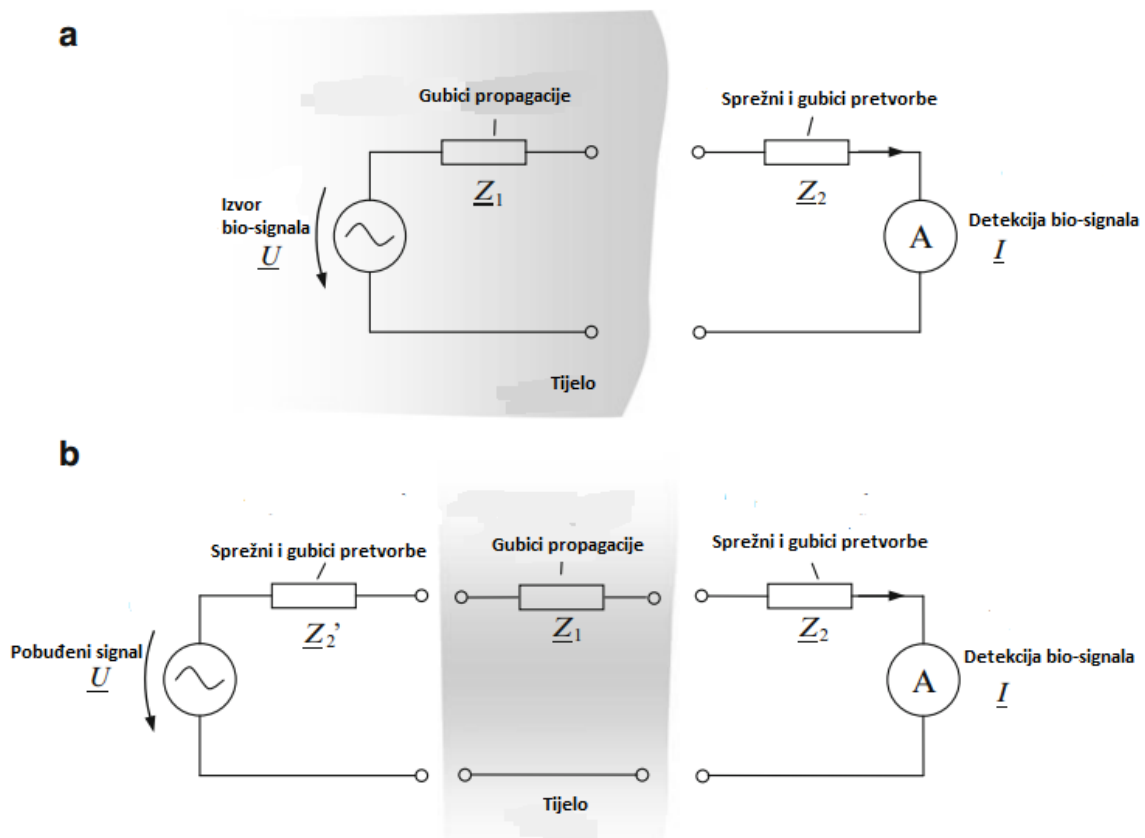 a
Gubici propagacije
Sprežni i gubici pretvorbe
Z1
Z2
Izvor
bio-signala
U
A
Detekcija bio-signala
I
Tijelo
b
Sprežni i gubici pretvorbe
Gubici propagacije
Sprežni i gubici pretvorbe
Z2’
Z1
Z2
Pobuđeni signal
U
A
Detekcija bio-signala
I
Tijelo